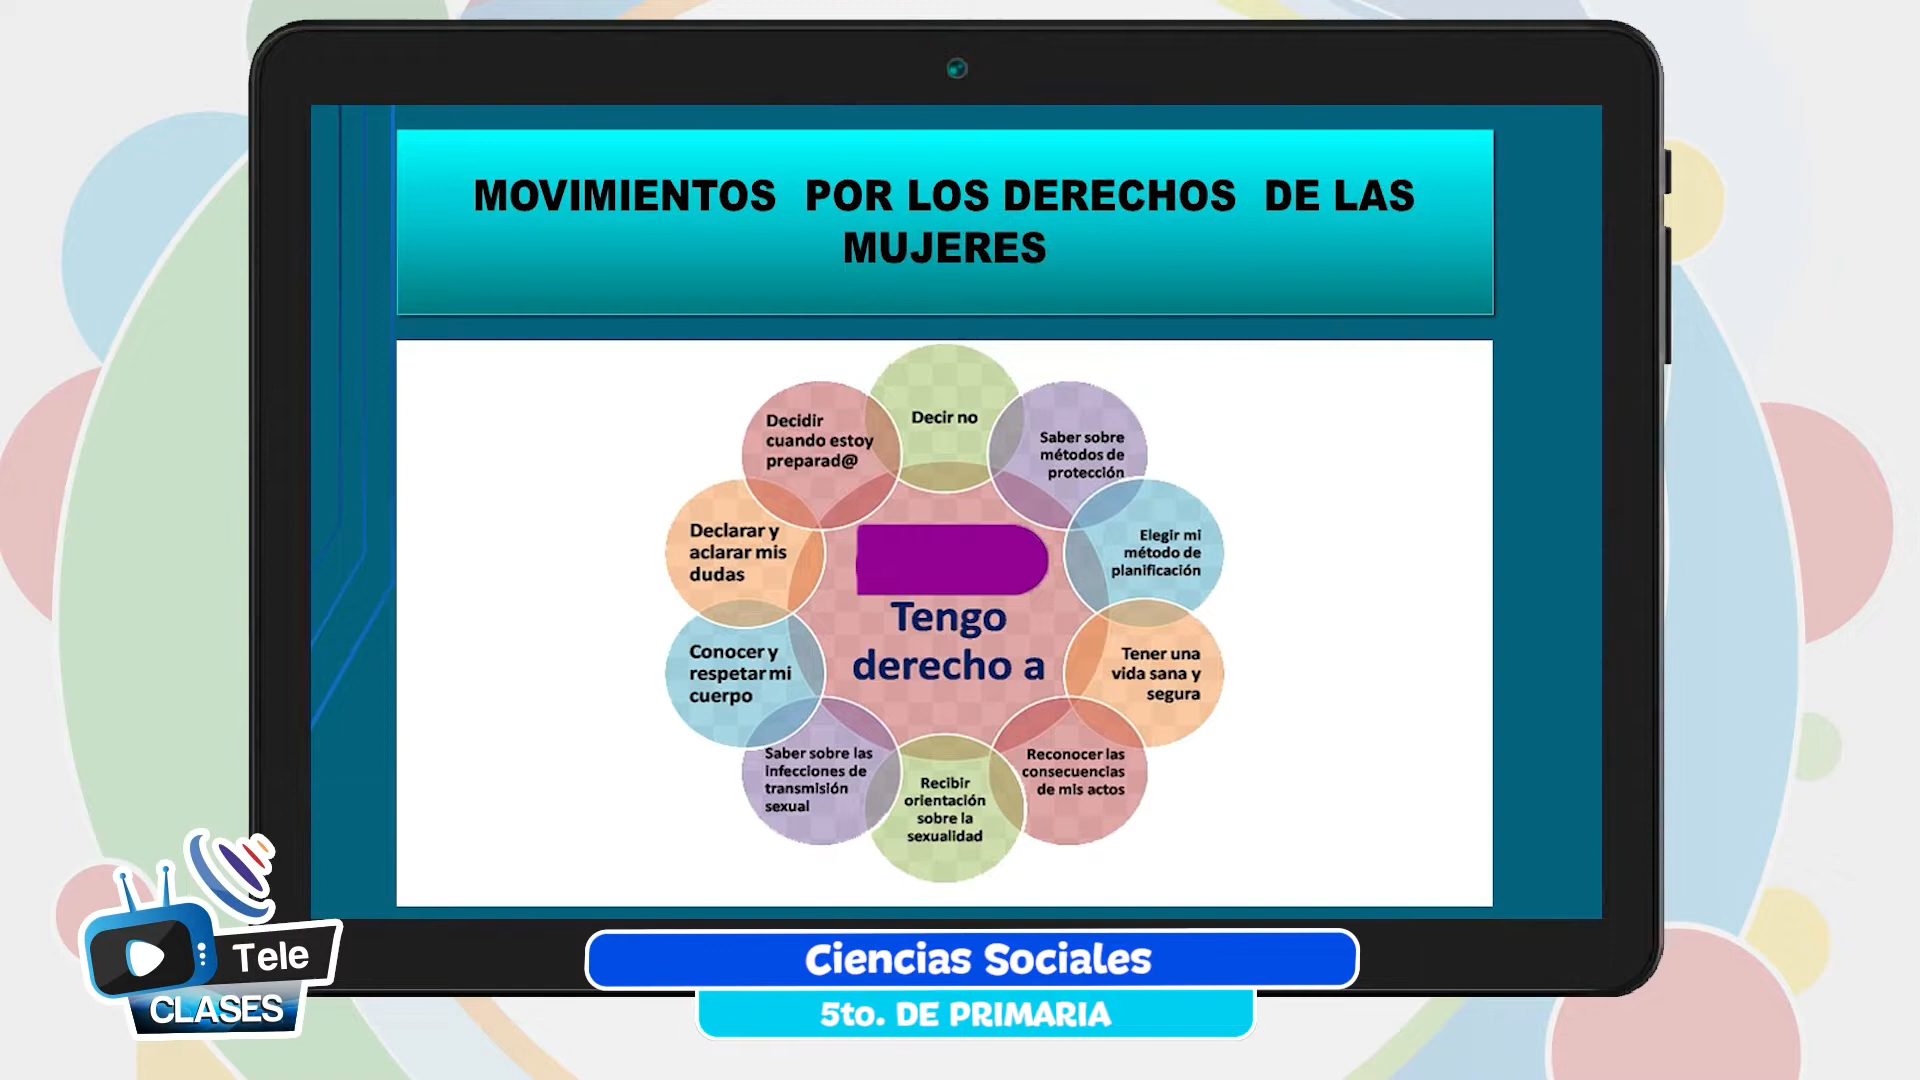 MOVIMIENTOS POR LOS DERECHOS DE LAS
MUJERES
Decir no
Saber sobre
métodos de
protección
Elegir mi
método de
planificación
Tener una
vida sana y
segura
Reconocer las
consecuencias
de mis actos
Recibir
orientación
sobre la
sexualidad
Saber sobre las
infecciones de
transmisión
sexual
Conocer y
respetar mi
cuerpo
Declarar y
aclarar mis
dudas
Decidir
cuando estoy
preparad@
Tengo
derecho a
Tele
CLASES
Ciencias Sociales
5to. DE PRIMARIA